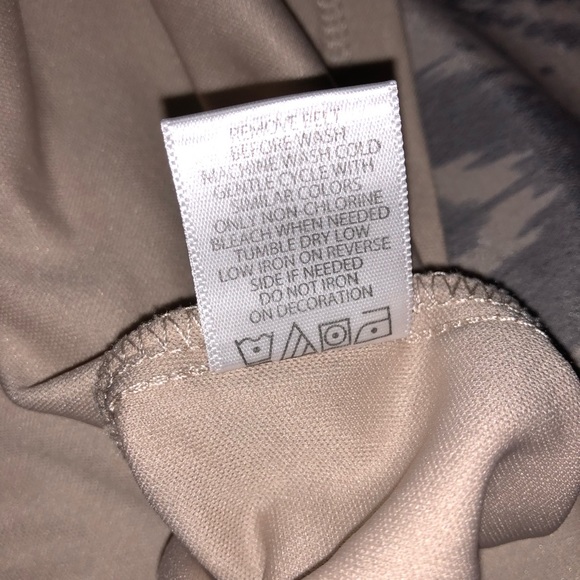 REMOVE BELT
BEFORE WASH
MACHINE WASH COLD
GENTLE CYCLE WITH
SIMILAR COLORS
ONLY NON-CHLORINE
BLEACH WHEN NEEDED
TUMBLE DRY LOW
LOW IRON ON REVERSE
SIDE IF NEEDED
DO NOT IRON
ON DECORATION